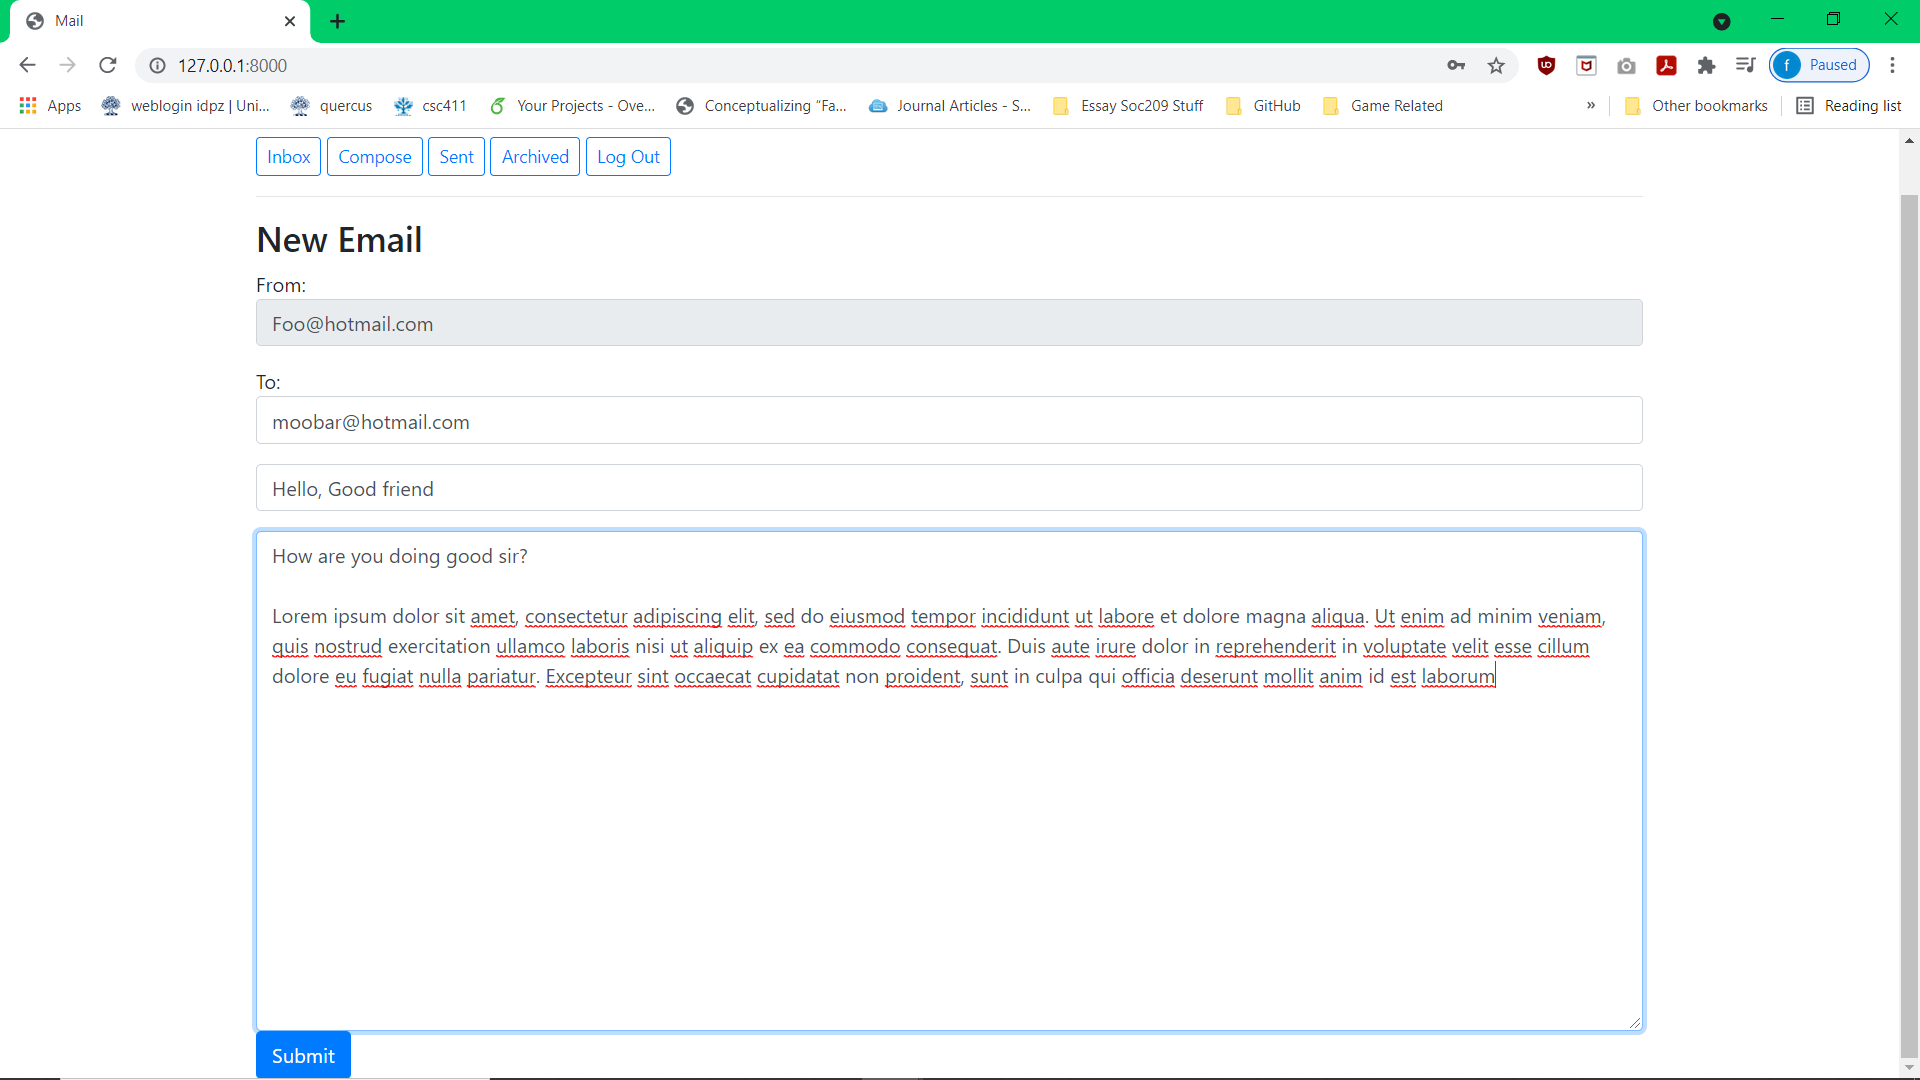 Mail
127.0.0.1:8000
Paused
Apps weblogin idpz | Uni... quercus csc411 Your Projects - Ove... Conceptualizing “Fa... Journal Articles - S... Essay Soc209 Stuff GitHub Game Related » Other bookmarks Reading list
Inbox Compose Sent Archived Log Out
New Email
From:
Foo@hotmail.com
To:
moobar@hotmail.com
Hello, Good friend
How are you doing good sir?
Lorem ipsum dolor sit amet, consectetur adipiscing elit, sed do eiusmod tempor incididunt ut labore et dolore magna aliqua. Ut enim ad minim veniam,
quis nostrud exercitation ullamco laboris nisi ut aliquip ex ea commodo consequat. Duis aute irure dolor in reprehenderit in voluptate velit esse cillum
dolore eu fugiat nulla pariatur. Excepteur sint occaecat cupidatat non proident, sunt in culpa qui officia deserunt mollit anim id est laborum
Submit